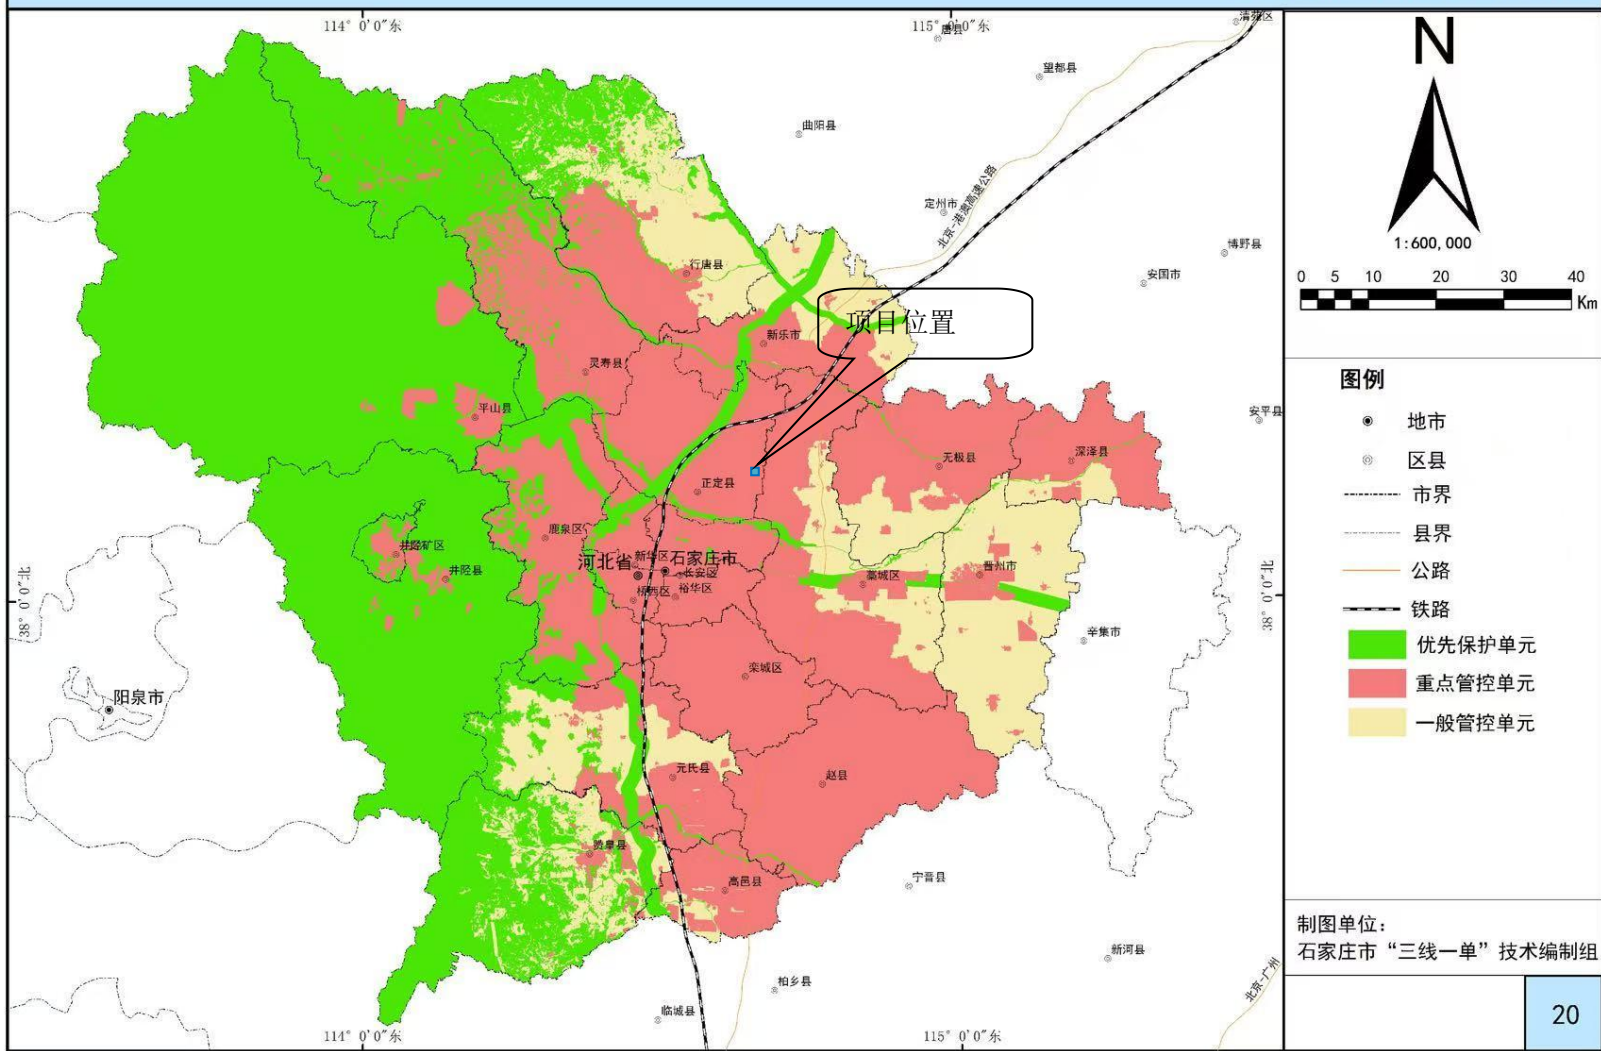 114° 0′0″东
115° 0′0″东
清苑区
唐县
望都县
曲阳县
定州市
北京-港澳高速公路
博野县
安国市
行唐县
项目位置
新乐市
灵寿县
平山县
安平县
无极县
深泽县
正定县
鹿泉区
井陉矿区
新华区
河北省
石家庄市
长安区
井陉县
桥西区
裕华区
藁城区
晋州市
38° 0′0″北
38° 0′0″北
辛集市
栾城区
阳泉市
元氏县
赵县
赞皇县
高邑县
宁晋县
新河县
柏乡县
临城县
北京-广州
114° 0′0″东
115° 0′0″东
N
1:600,000
0 5 10 20 30 40
Km
图例
地市
区县
市界
县界
公路
铁路
优先保护单元
重点管控单元
一般管控单元
制图单位：
石家庄市“三线一单”技术编制组
20